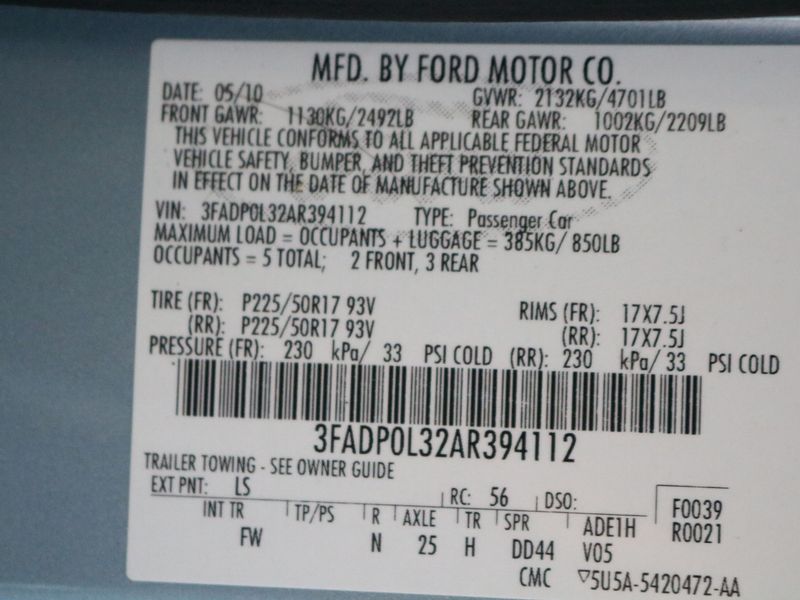 MFD. BY FORD MOTOR CO.
DATE: 05/10 GVWR: 2132KG/4701LB
FRONT GAWR: 1130KG/2492LB REAR GAWR: 1002KG/2209LB
THIS VEHICLE CONFORMS TO ALL APPLICABLE FEDERAL MOTOR
VEHICLE SAFETY, BUMPER, AND THEFT PREVENTION STANDARDS
IN EFFECT ON THE DATE OF MANUFACTURE SHOWN ABOVE.
VIN: 3FADP0L32AR394112 TYPE: Passenger Car
MAXIMUM LOAD = OCCUPANTS + LUGGAGE = 385KG/ 850LB
OCCUPANTS = 5 TOTAL; 2 FRONT, 3 REAR
TIRE (FR): P225/50R17 93V RIMS (FR): 17X7.5J
(RR): P225/50R17 93V (RR): 17X7.5J
PRESSURE (FR): 230 kPa/ 33 PSI COLD (RR): 230 kPa/ 33 PSI COLD
3FADP0L32AR394112
TRAILER TOWING - SEE OWNER GUIDE
EXT PNT: LS RC: 56 DSO: F0039
INT TR TP/PS R AXLE TR SPR ADE1H R0021
FW N 25 H DD44 V05
CMC ▽5U5A-5420472-AA